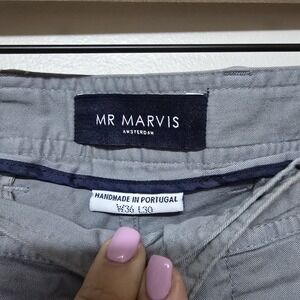 MR MARVIS
AMSTERDAM
HANDMADE IN PORTUGAL
W36 L30